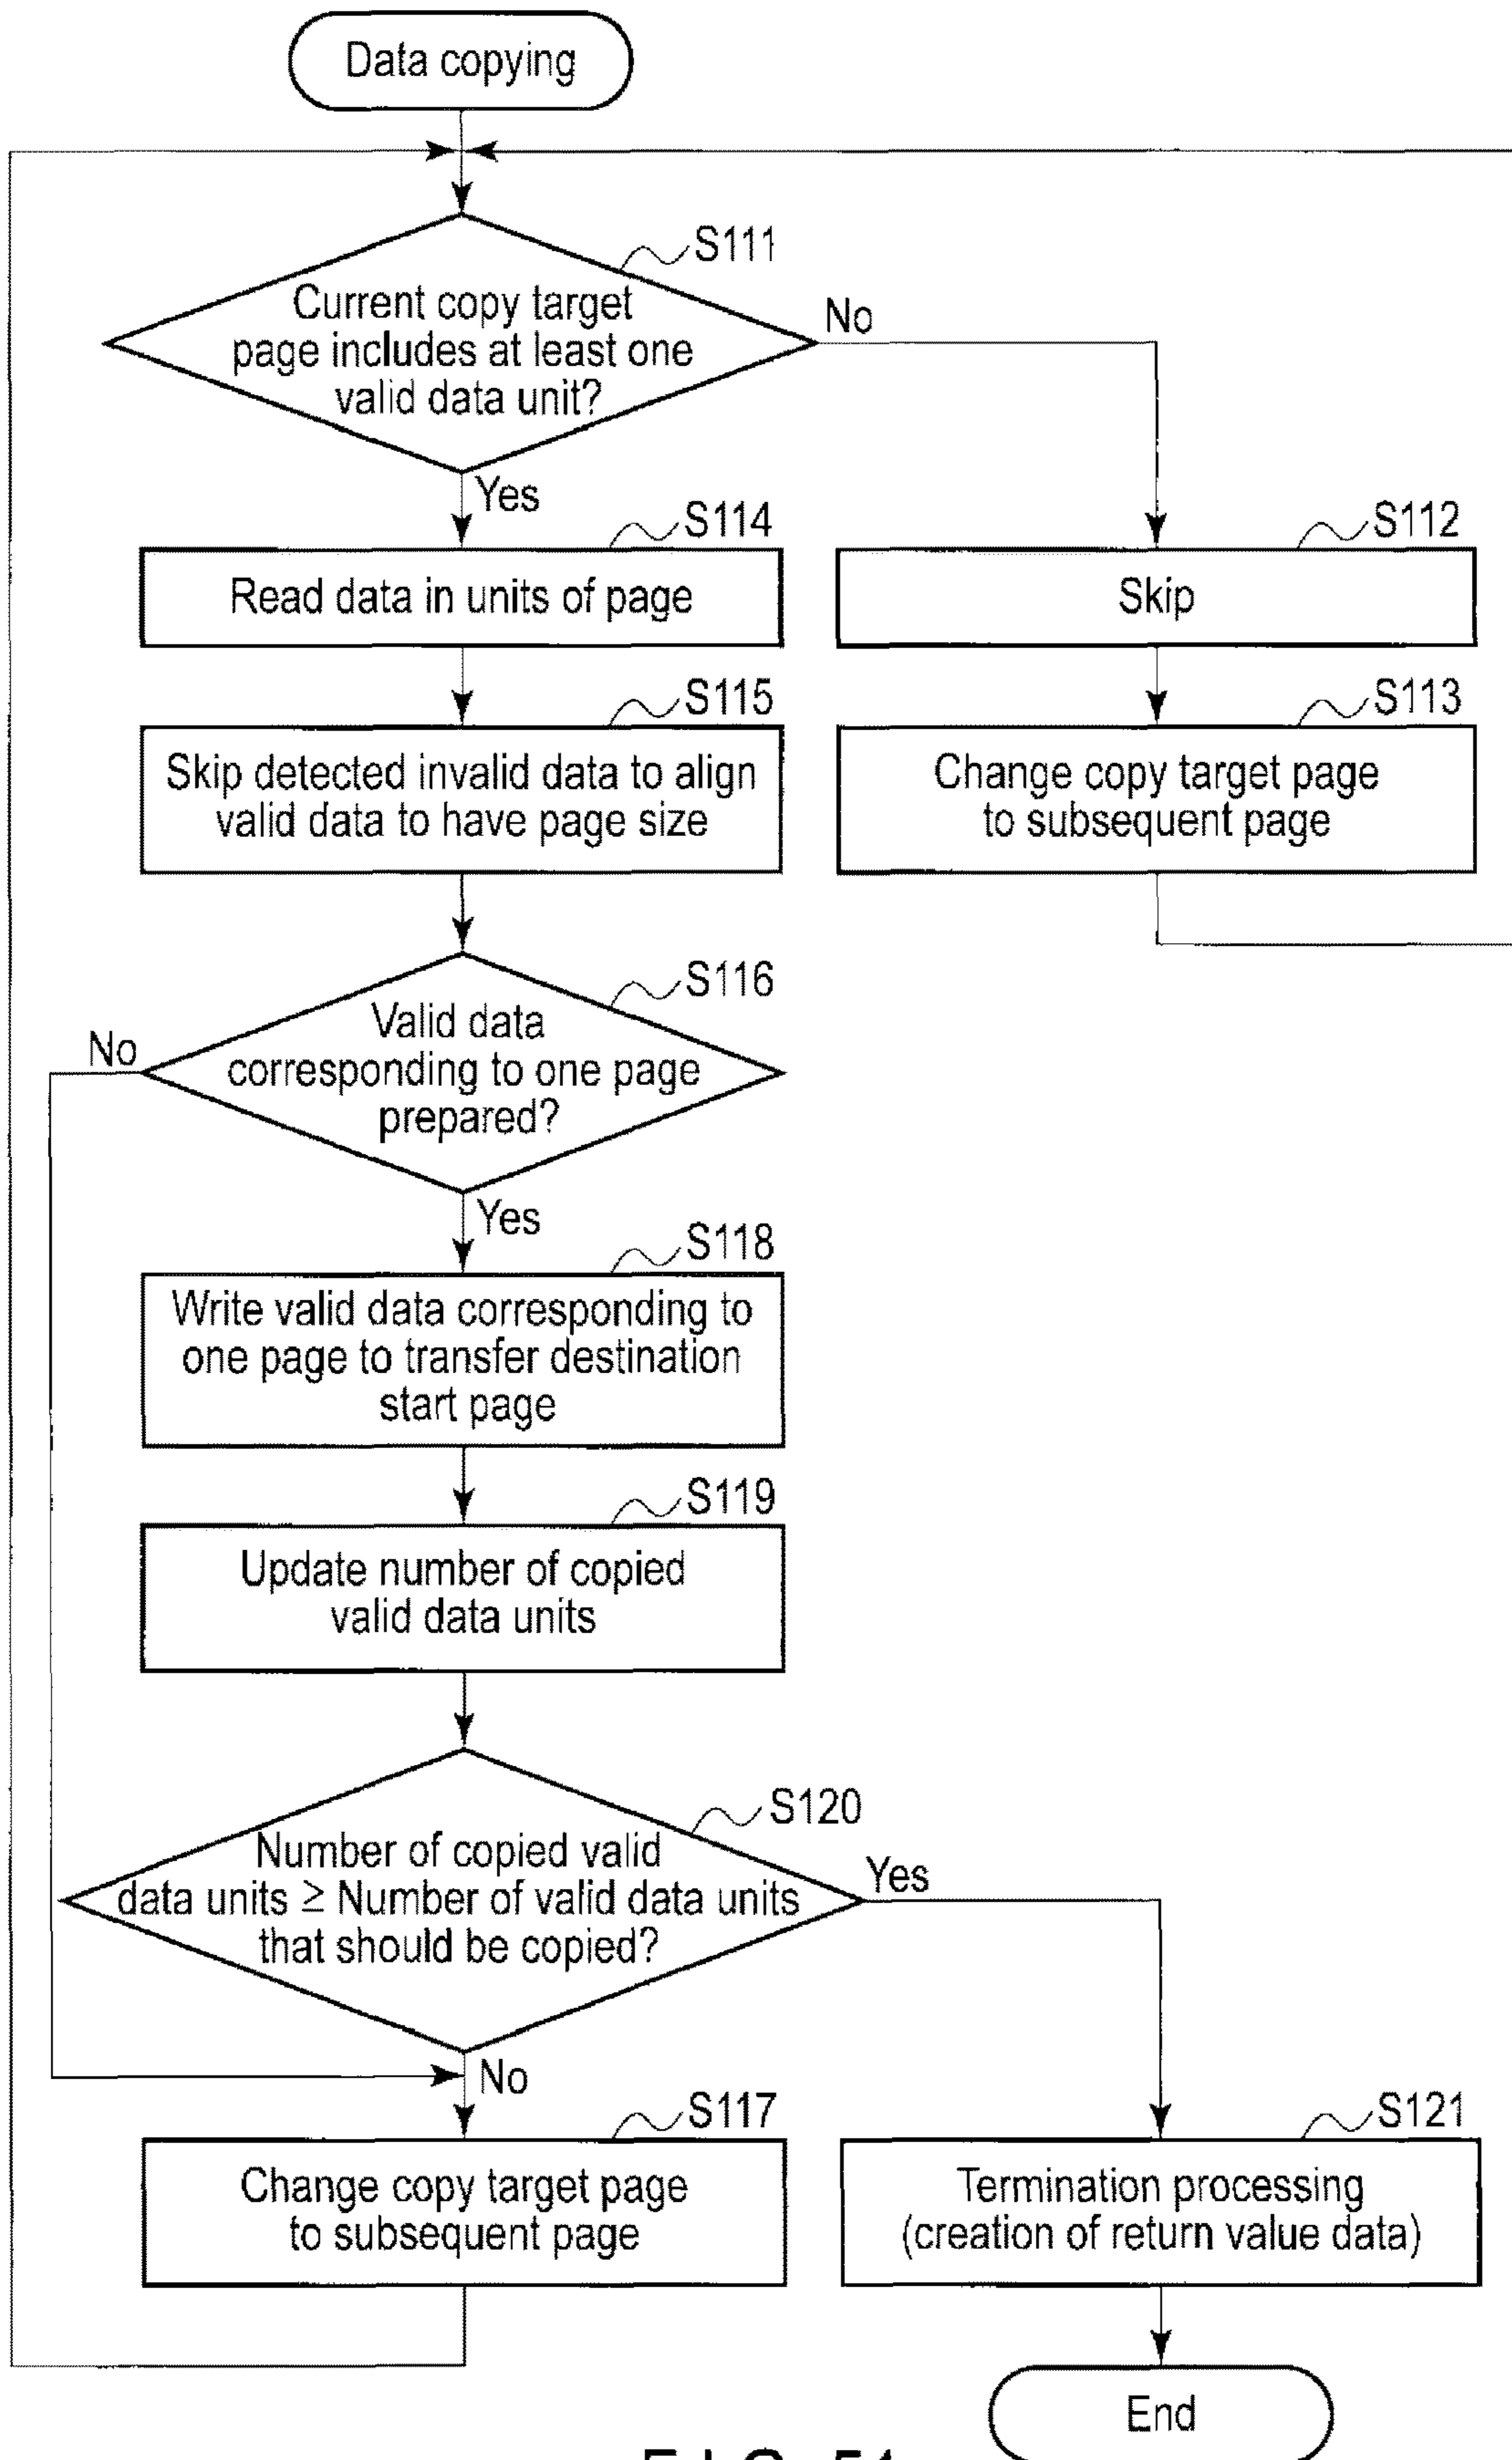 Data copying
S111
Current copy target
page includes at least one
valid data unit?
No
Yes
S114
Read data in units of page
S112
Skip
S115
Skip detected invalid data to align
valid data to have page size
S113
Change copy target page
to subsequent page
S116
Valid data
corresponding to one page
prepared?
No
Yes
S118
Write valid data corresponding to
one page to transfer destination
start page
S119
Update number of copied
valid data units
S120
Number of copied valid
data units ≥ Number of valid data units
that should be copied?
Yes
No
S117
Change copy target page
to subsequent page
S121
Termination processing
(creation of return value data)
End